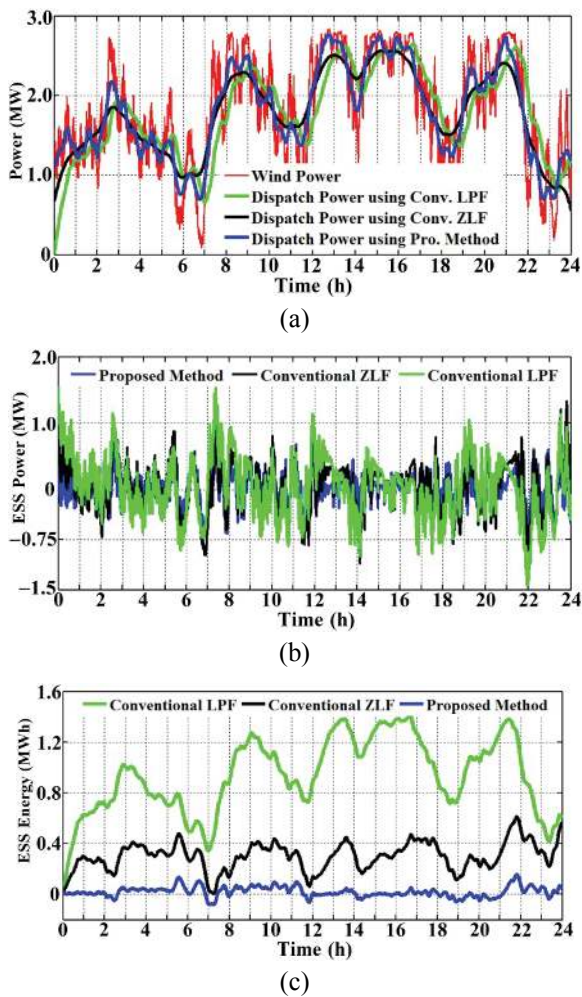 3.0
2.0
1.0
0
Power (MW)
Wind Power
Dispatch Power using Conv. LPF
Dispatch Power using Conv. ZLF
Dispatch Power using Pro. Method
0 2 4 6 8 10 12 14 16 18 20 22 24
Time (h)
(a)
2.0
1.0
0
−0.75
−1.5
ESS Power (MW)
Proposed Method Conventional ZLF Conventional LPF
0 2 4 6 8 10 12 14 16 18 20 22 24
Time (h)
(b)
1.6
1.2
0.8
0.4
0
ESS Energy (MWh)
Conventional LPF Conventional ZLF Proposed Method
0 2 4 6 8 10 12 14 16 18 20 22 24
Time (h)
(c)